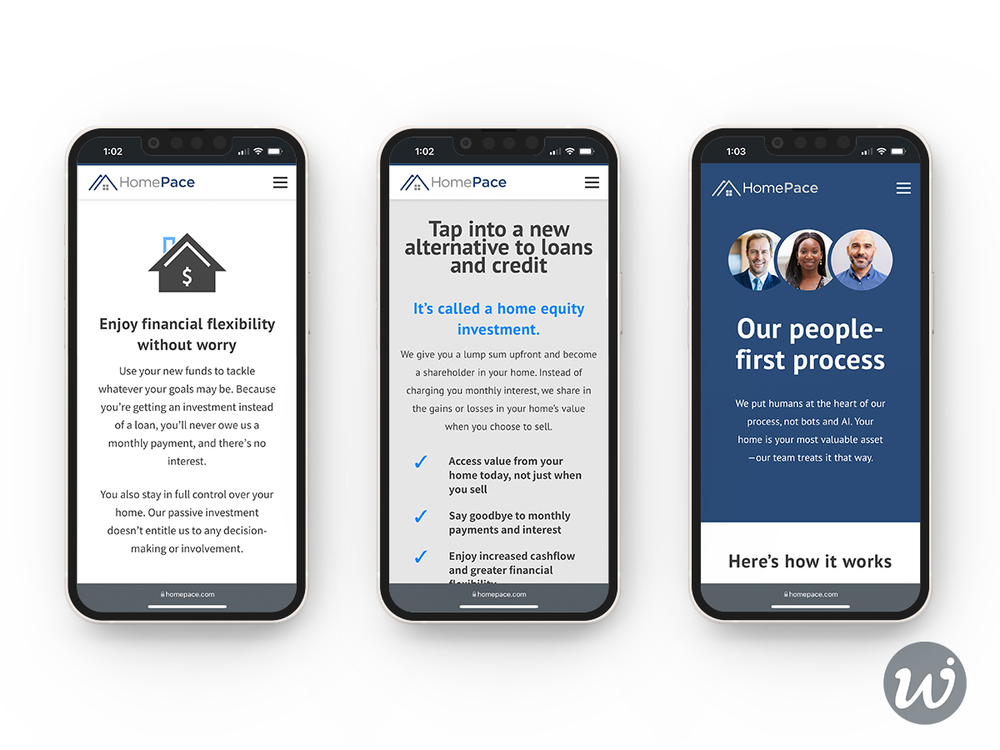 1:02
HomePace
$
Enjoy financial flexibility
without worry
Use your new funds to tackle
whatever your goals may be. Because
you're getting an investment instead
of a loan, you'll never owe us a
monthly payment, and there's no
interest.
You also stay in full control over your
home. Our passive investment
doesn't entitle us to any decision-
making or involvement.
homepace.com
1:02
HomePace
Tap into a new
alternative to loans
and credit
It's called a home equity
investment.
We give you a lump sum upfront and become
a shareholder in your home. Instead of
charging you monthly interest, we share in
the gains or losses in your home's value
when you choose to sell.
✓ Access value from your
home today, not just when
you sell
✓ Say goodbye to monthly
payments and interest
✓ Enjoy increased cashflow
and greater financial
flexibility
homepace.com
1:03
HomePace
Our people-
first process
We put humans at the heart of our
process, not bots and AI. Your
home is your most valuable asset
—our team treats it that way.
Here's how it works
homepace.com
wi